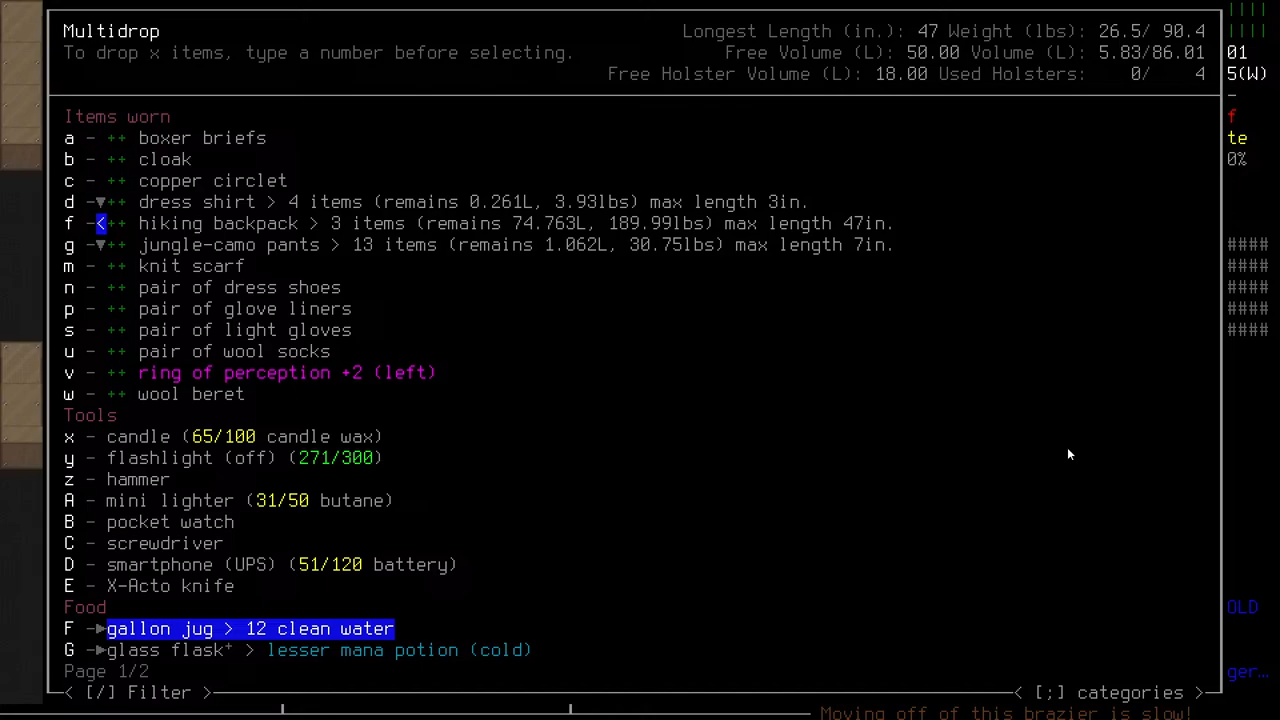 Multidrop Longest Length (in.): 47 Weight (lbs): 26.5/ 90.4
To drop x items, type a number before selecting. Free Volume (L): 50.00 Volume (L): 5.83/86.01 01
Free Holster Volume (L): 18.00 Used Holsters: 0/ 4 5(W)
Items worn f
a - ++ boxer briefs te
b - ++ cloak 0%
c - ++ copper circlet
d -▼++ dress shirt > 4 items (remains 0.261L, 3.93lbs) max length 3in.
f -<++ hiking backpack > 3 items (remains 74.763L, 189.99lbs) max length 47in.
g -▼++ jungle-camo pants > 13 items (remains 1.062L, 30.75lbs) max length 7in. ####
m - ++ knit scarf ####
n - ++ pair of dress shoes ####
p - ++ pair of glove liners ####
s - ++ pair of light gloves ####
u - ++ pair of wool socks
v - ++ ring of perception +2 (left)
w - ++ wool beret
Tools
x - candle (65/100 candle wax)
y - flashlight (off) (271/300)
z - hammer
A - mini lighter (31/50 butane)
B - pocket watch
C - screwdriver
D - smartphone (UPS) (51/120 battery)
E - X-Acto knife
Food OLD
F -►gallon jug > 12 clean water
G -►glass flask⁺ > lesser mana potion (cold)
Page 1/2 ger…
< [/] Filter > < [;] categories >
Moving off of this brazier is slow!